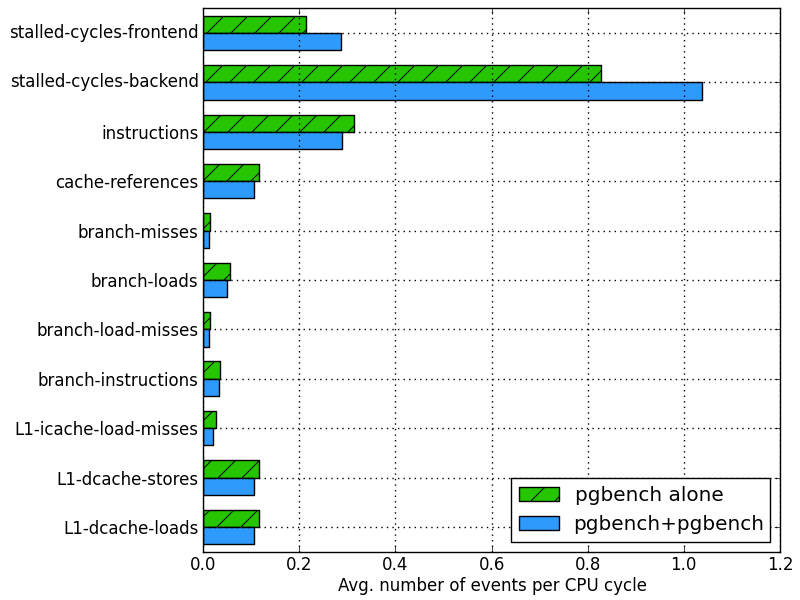 stalled-cycles-frontend
stalled-cycles-backend
instructions
cache-references
branch-misses
branch-loads
branch-load-misses
branch-instructions
L1-icache-load-misses
L1-dcache-stores
L1-dcache-loads
pgbench alone
pgbench+pgbench
0.0 0.2 0.4 0.6 0.8 1.0 1.2
Avg. number of events per CPU cycle